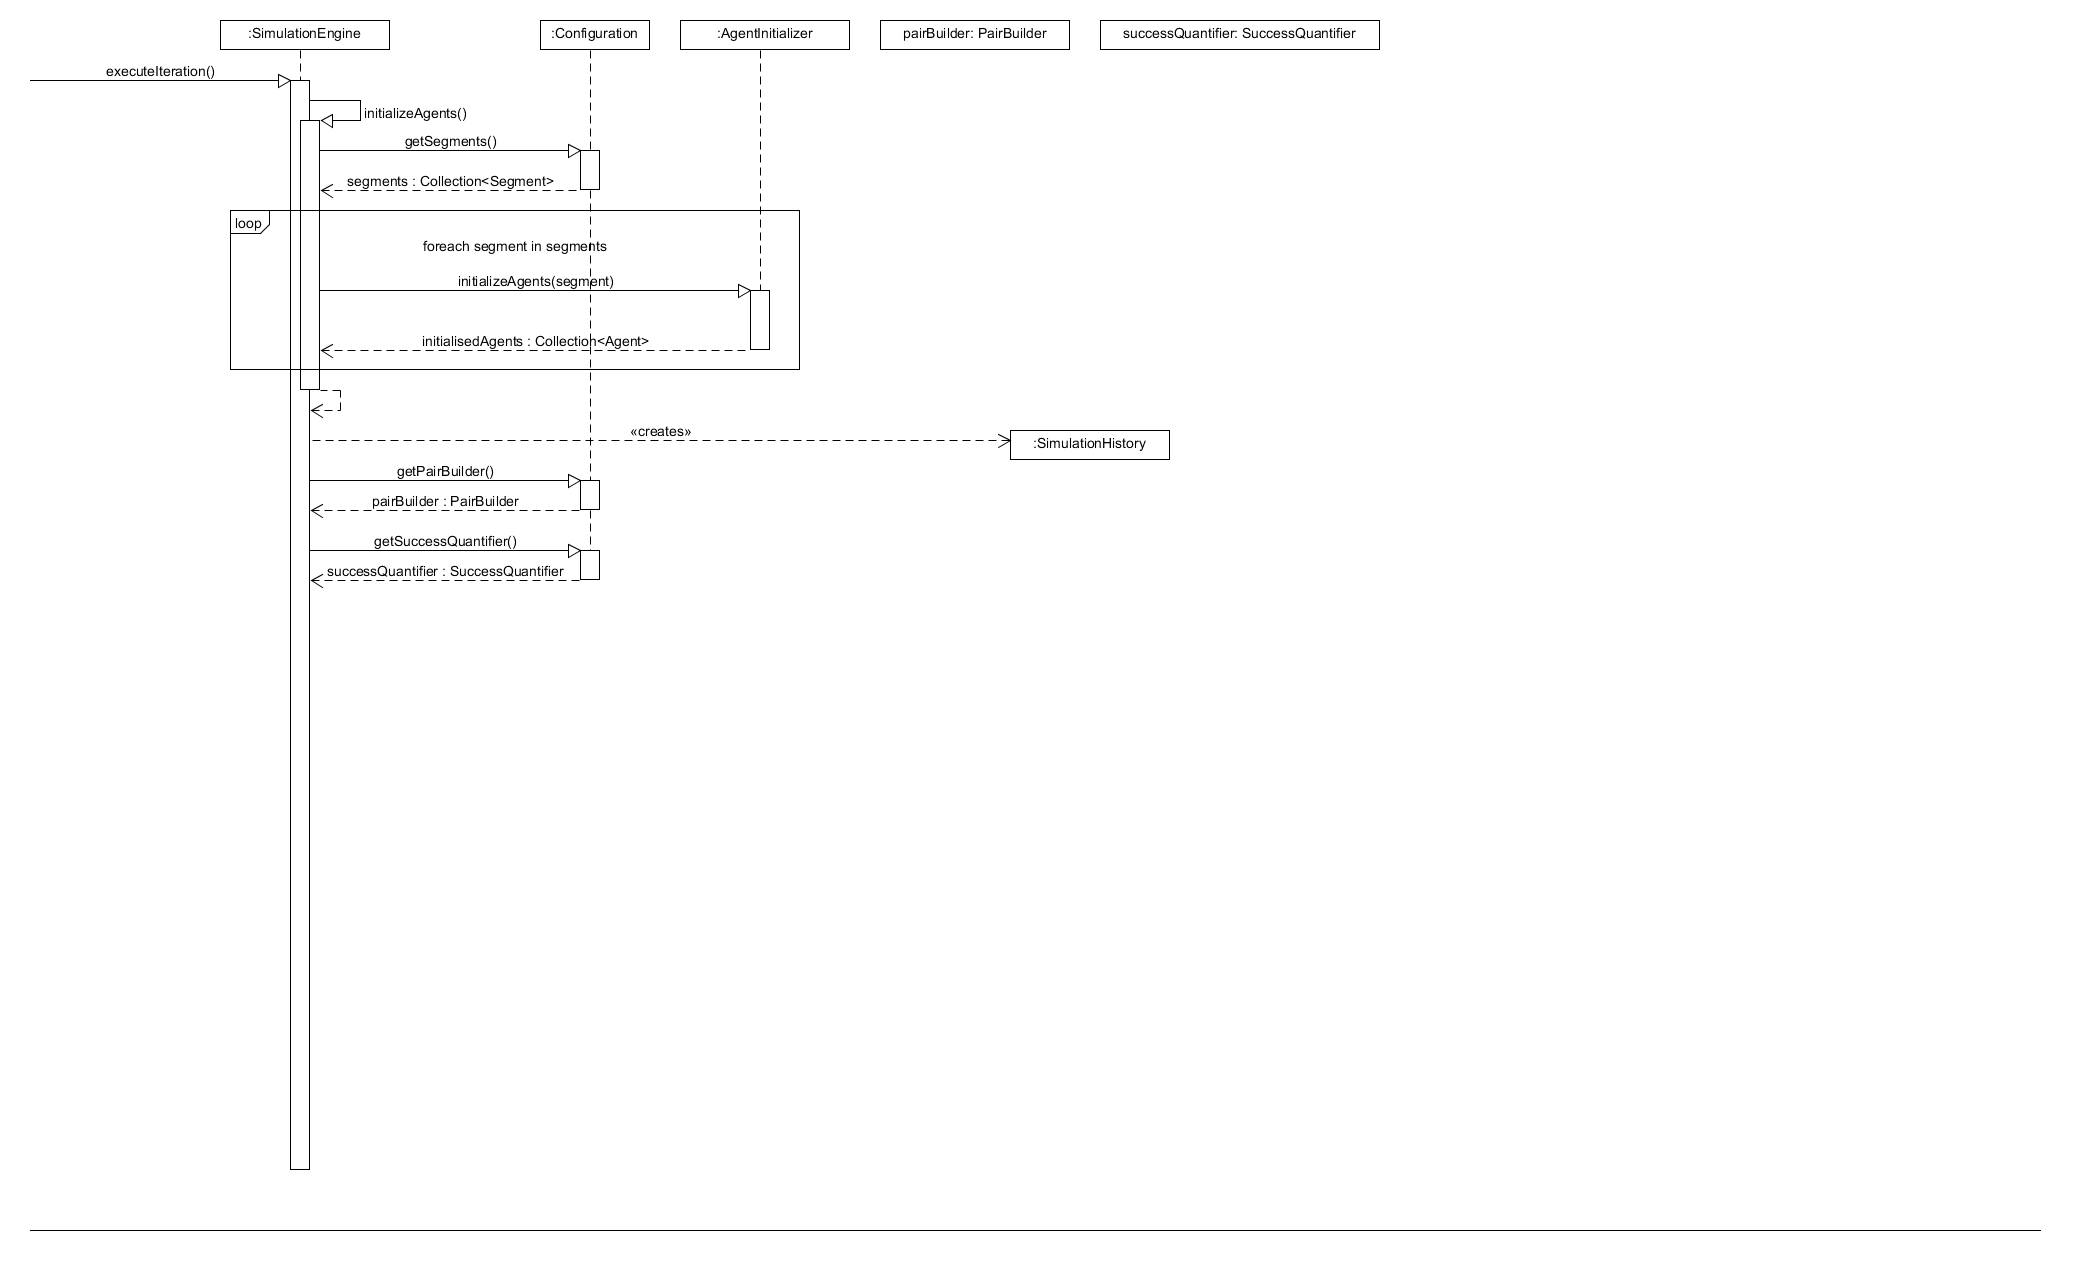 :SimulationEngine
:Configuration
:AgentInitializer
pairBuilder: PairBuilder
successQuantifier: SuccessQuantifier
executeIteration()
initializeAgents()
getSegments()
segments : Collection<Segment>
loop
foreach segment in segments
initializeAgents(segment)
initialisedAgents : Collection<Agent>
«creates»
:SimulationHistory
getPairBuilder()
pairBuilder : PairBuilder
getSuccessQuantifier()
successQuantifier : SuccessQuantifier